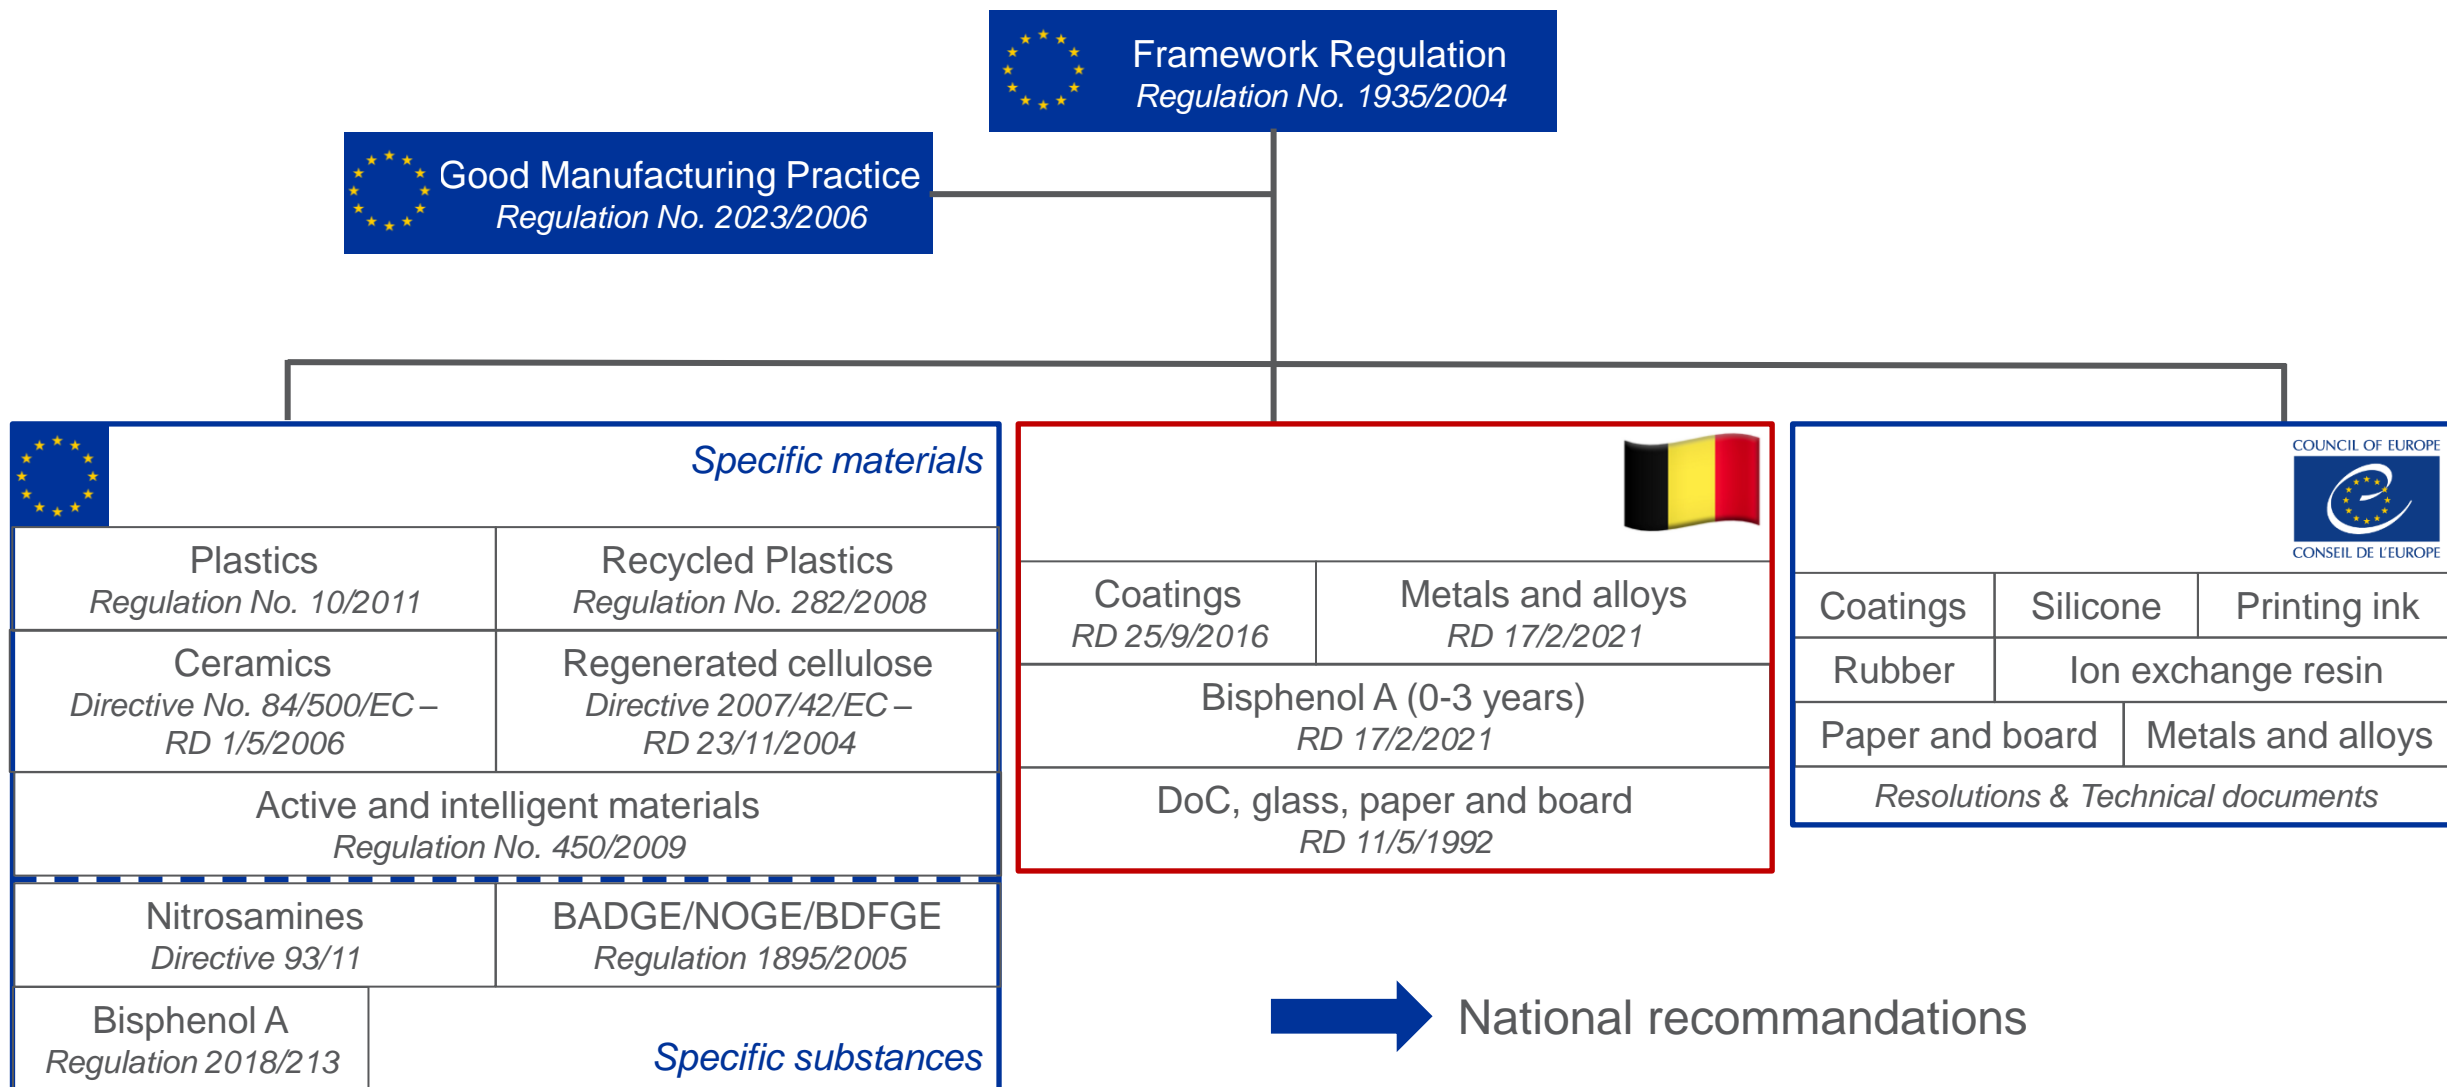 Framework Regulation
Regulation No. 1935/2004
Good Manufacturing Practice
Regulation No. 2023/2006
Specific materials
Plastics
Regulation No. 10/2011
Recycled Plastics
Regulation No. 282/2008
Ceramics
Directive No. 84/500/EC –
RD 1/5/2006
Regenerated cellulose
Directive 2007/42/EC –
RD 23/11/2004
Active and intelligent materials
Regulation No. 450/2009
Nitrosamines
Directive 93/11
BADGE/NOGE/BDFGE
Regulation 1895/2005
Bisphenol A
Regulation 2018/213
Specific substances
Coatings
RD 25/9/2016
Metals and alloys
RD 17/2/2021
Bisphenol A (0-3 years)
RD 17/2/2021
DoC, glass, paper and board
RD 11/5/1992
COUNCIL OF EUROPE
CONSEIL DE L'EUROPE
Coatings
Silicone
Printing ink
Rubber
Ion exchange resin
Paper and board
Metals and alloys
Resolutions & Technical documents
National recommandations